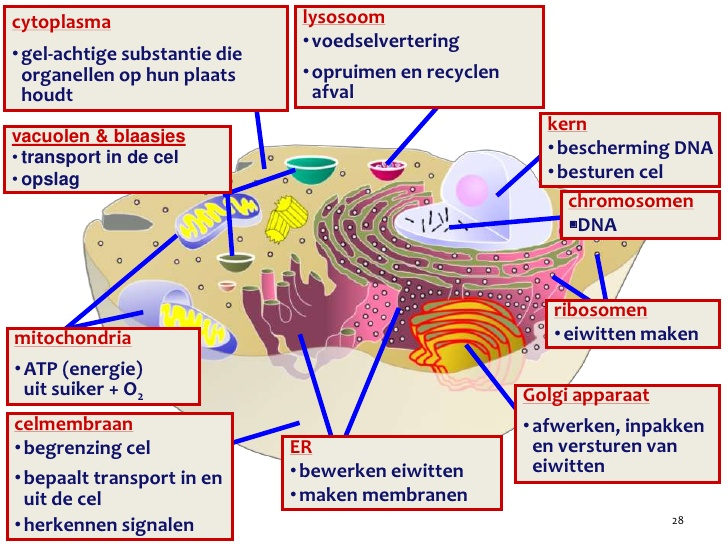 cytoplasma
•gel-achtige substantie die
organellen op hun plaats
houdt
lysosoom
•voedselvertering
•opruimen en recyclen
afval
vacuolen & blaasjes
•transport in de cel
•opslag
kern
•bescherming DNA
•besturen cel
chromosomen
▪DNA
ribosomen
•eiwitten maken
mitochondria
•ATP (energie)
uit suiker + O₂
Golgi apparaat
•afwerken, inpakken
en versturen van
eiwitten
celmembraan
•begrenzing cel
•bepaalt transport in en
uit de cel
•herkennen signalen
ER
•bewerken eiwitten
•maken membranen
28